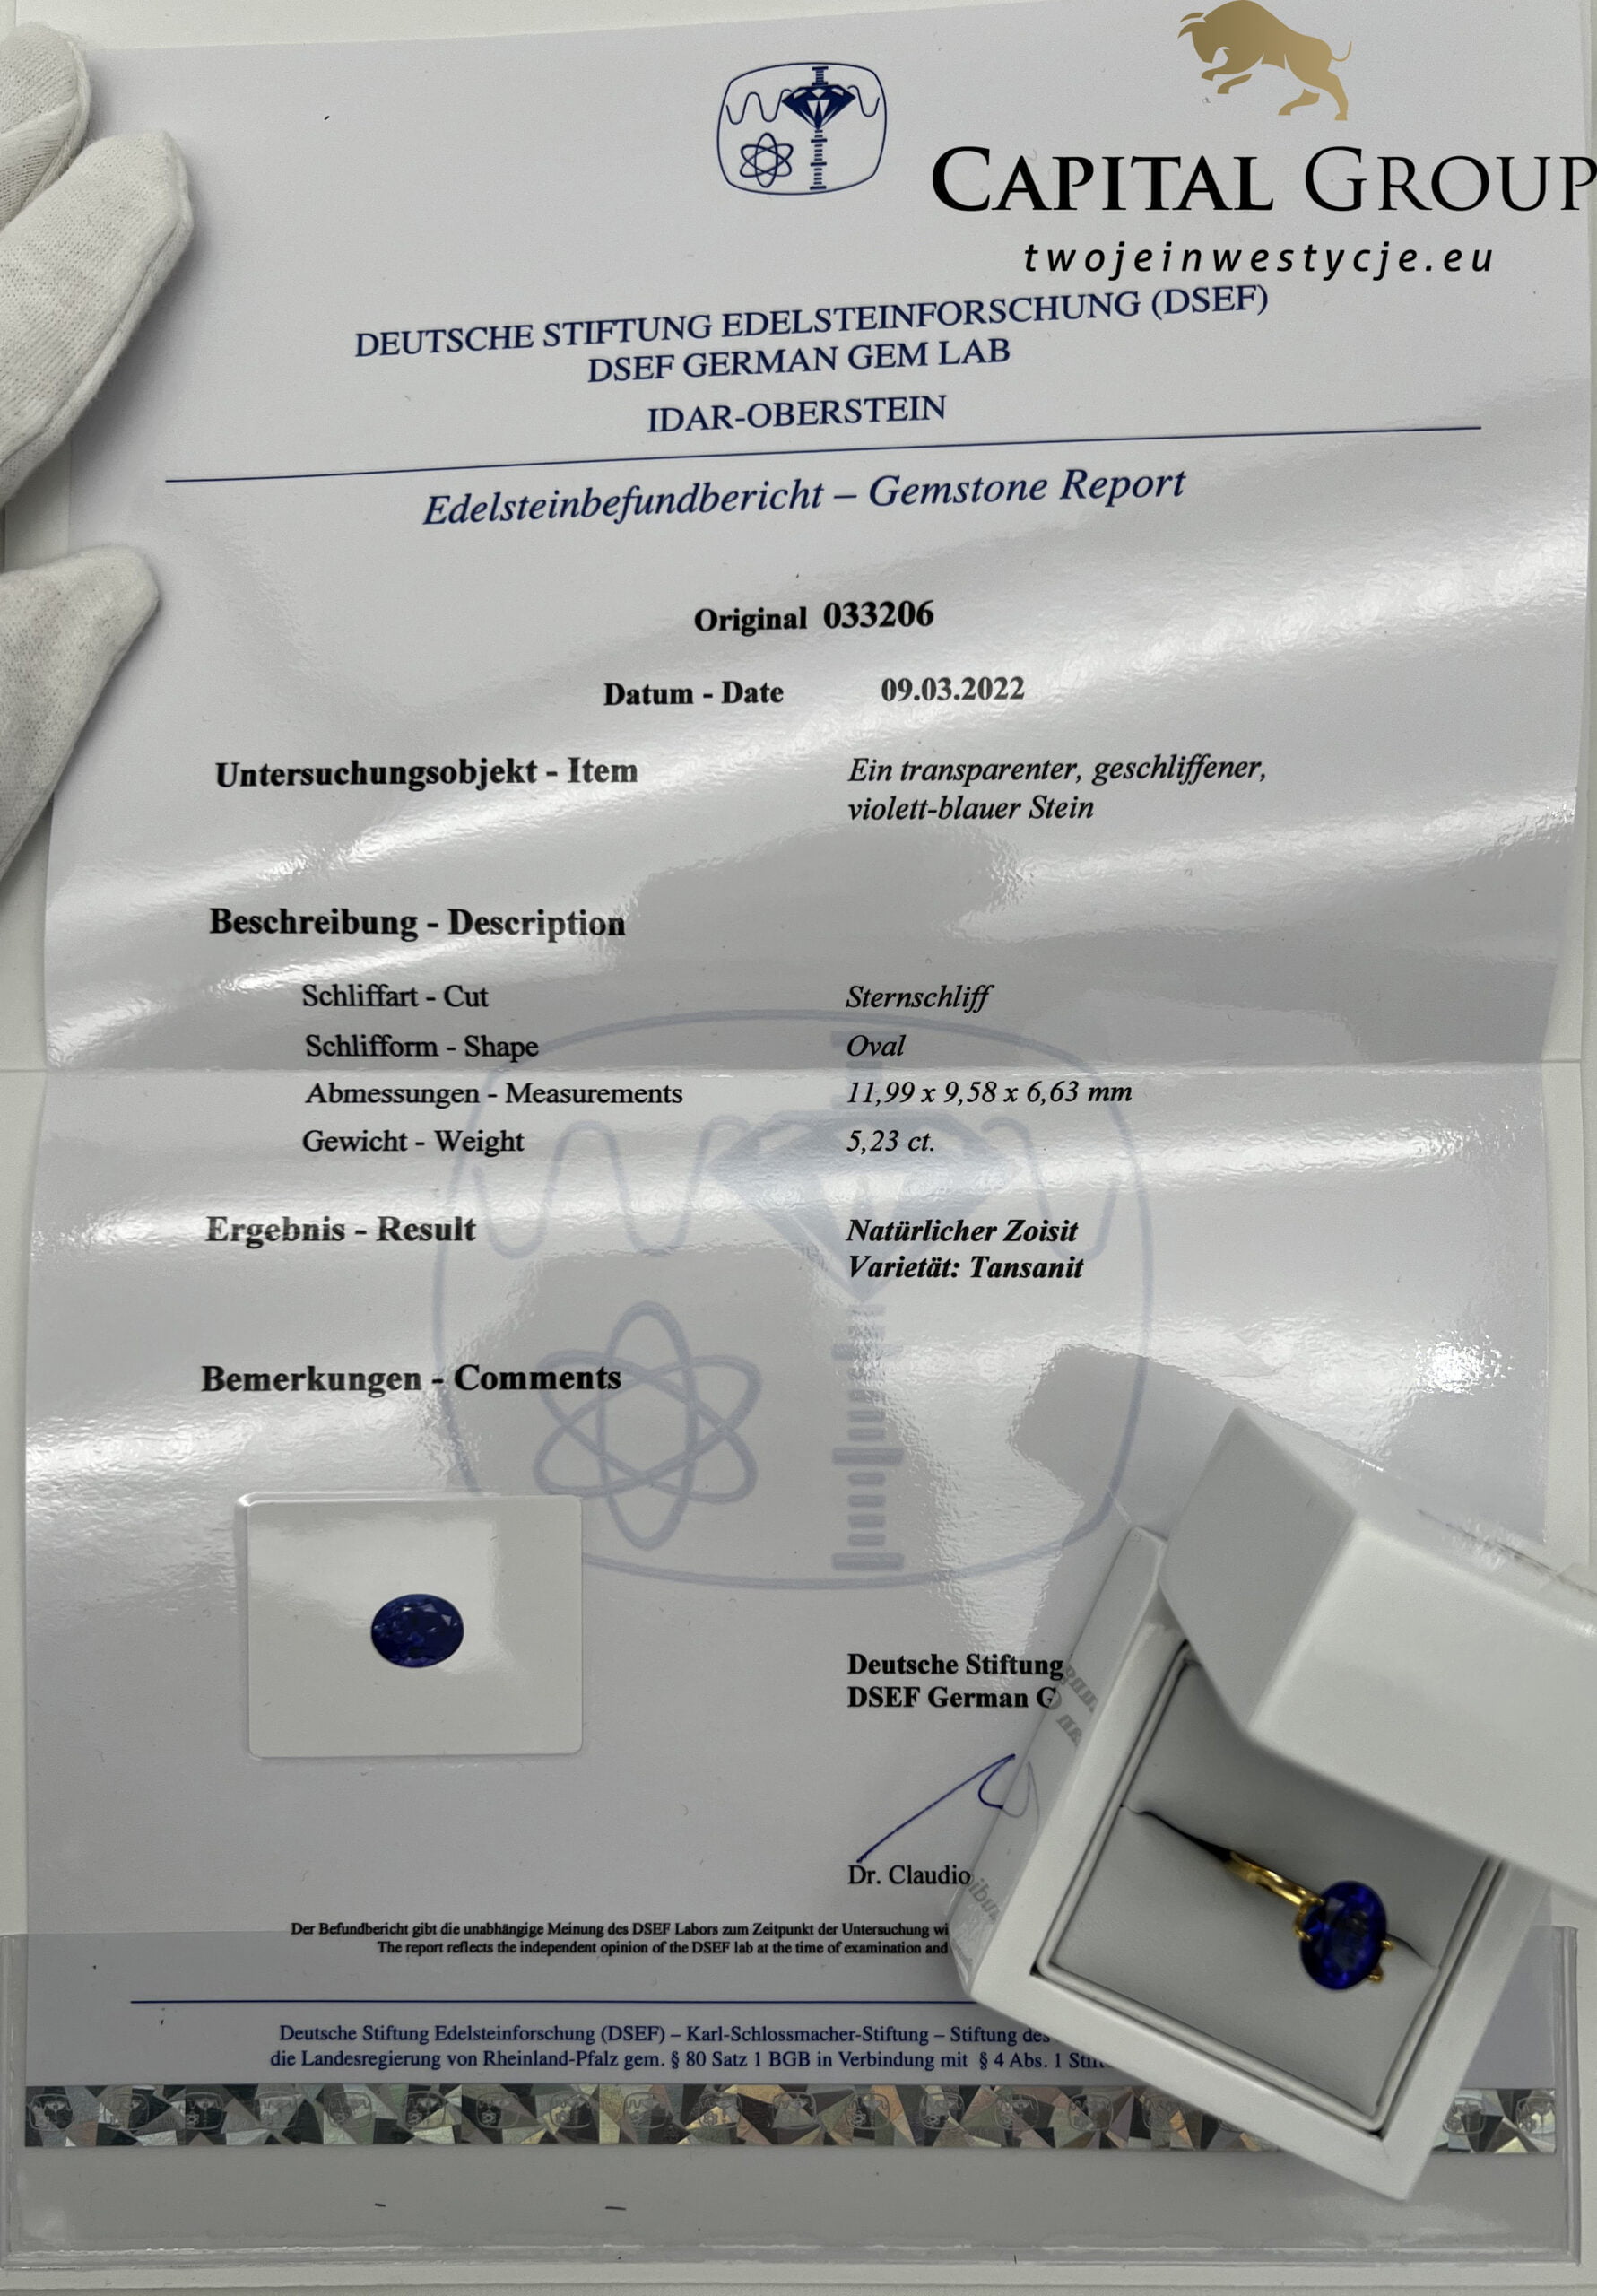 CAPITAL GROUP
twojeinwestycje.eu
DEUTSCHE STIFTUNG EDELSTEINFORSCHUNG (DSEF)
DSEF GERMAN GEM LAB
IDAR-OBERSTEIN
Edelsteinbefundbericht – Gemstone Report
Original 033206
Datum - Date 09.03.2022
Untersuchungsobjekt - Item Ein transparenter, geschliffener,
violett-blauer Stein
Beschreibung - Description
Schliffart - Cut Sternschliff
Schlifform - Shape Oval
Abmessungen - Measurements 11,99 x 9,58 x 6,63 mm
Gewicht - Weight 5,23 ct.
Ergebnis - Result Natürlicher Zoisit
Varietät: Tansanit
Bemerkungen - Comments
Deutsche Stiftung
DSEF German G
Dr. Claudio
Der Befundbericht gibt die unabhängige Meinung des DSEF Labors zum Zeitpunkt der Untersuchung wi
The report reflects the independent opinion of the DSEF lab at the time of examination and
Deutsche Stiftung Edelsteinforschung (DSEF) – Karl-Schlossmacher-Stiftung – Stiftung des
die Landesregierung von Rheinland-Pfalz gem. § 80 Satz 1 BGB in Verbindung mit § 4 Abs. 1